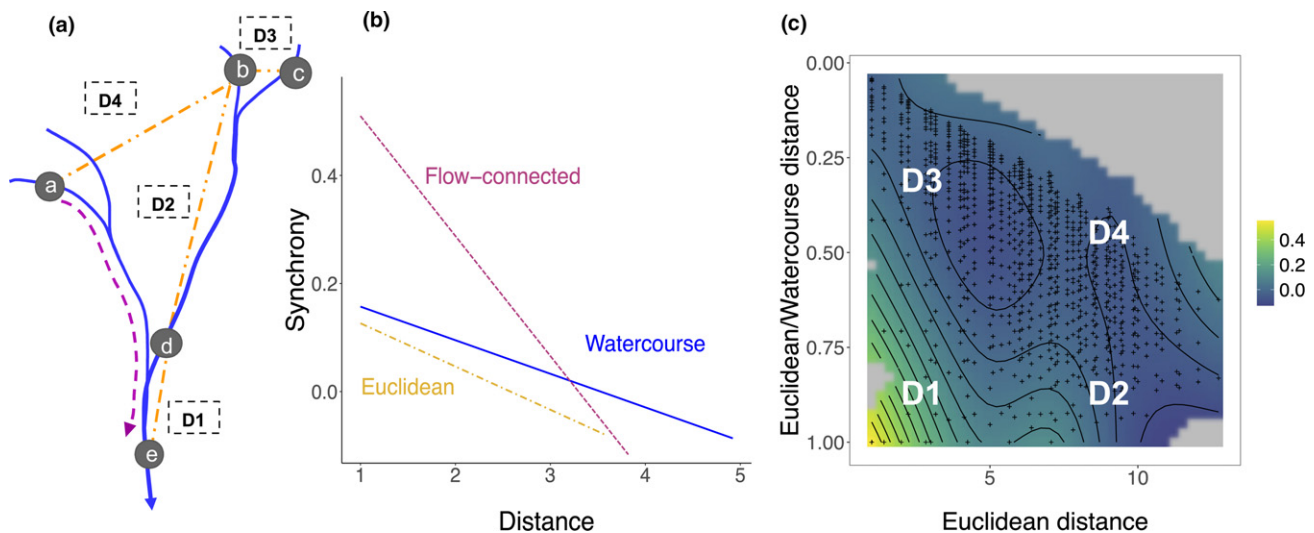 (a)
D3
b
c
D4
a
D2
d
D1
e
(b)
Synchrony
0.4
0.2
0.0
Flow-connected
Watercourse
Euclidean
1 2 3 4 5
Distance
(c)
Euclidean/Watercourse distance
0.00
0.25
0.50
0.75
1.00
D3
D4
D1
D2
5 10
Euclidean distance
0.4
0.2
0.0